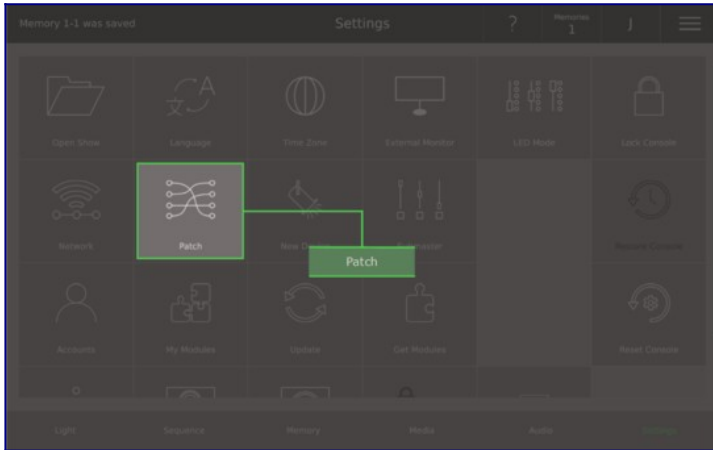 Memory 1-1 was saved
Settings
?
Memories
1
J
Open Show
Language
Time Zone
External Monitor
LED Mode
Lock Console
Network
Patch
New De
Patch
Restore Console
Accounts
My Modules
Update
Get Modules
Reset Console
Light
Sequence
Memory
Media
Audio
Settings